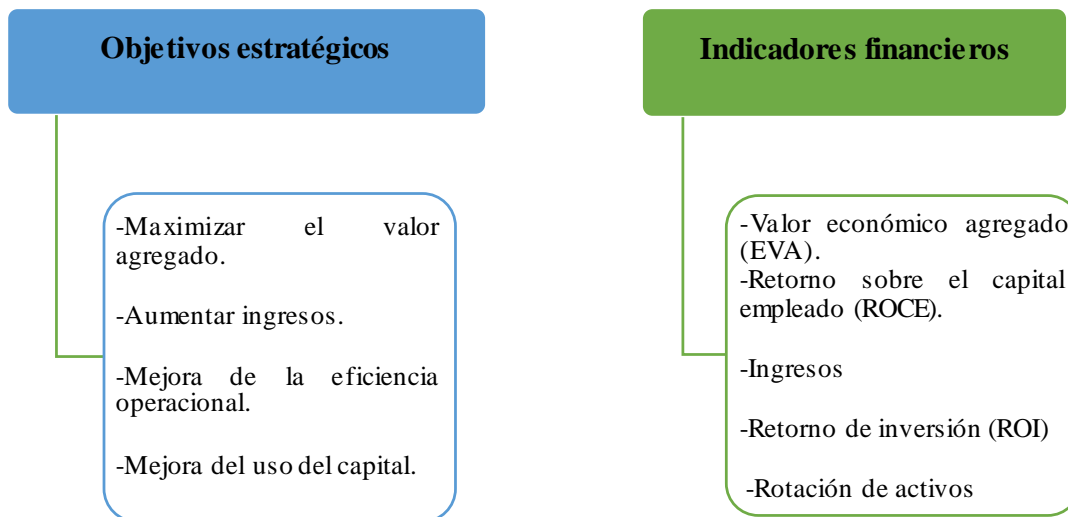 Objetivos estratégicos
-Maximizar el valor
agregado.
-Aumentar ingresos.
-Mejora de la eficiencia
operacional.
-Mejora del uso del capital.
Indicadores financieros
-Valor económico agregado
(EVA).
-Retorno sobre el capital
empleado (ROCE).
-Ingresos
-Retorno de inversión (ROI)
-Rotación de activos